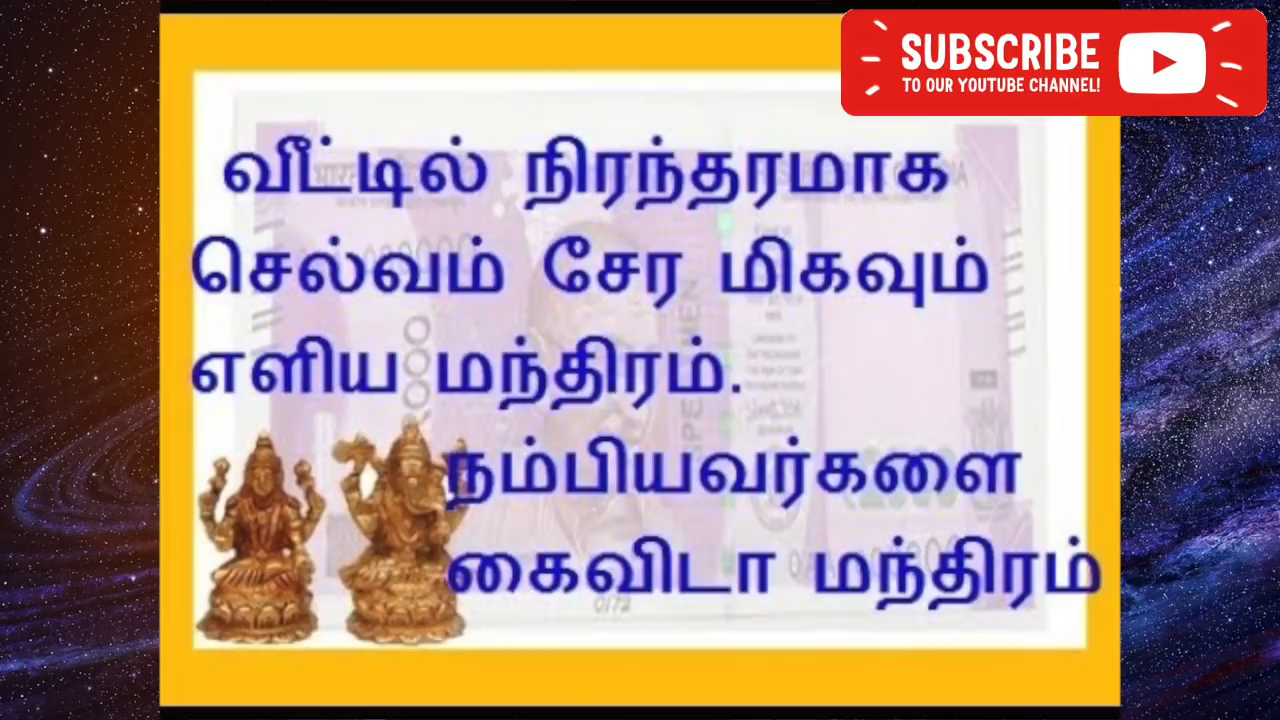 SUBSCRIBE
TO OUR YOUTUBE CHANNEL!
வீட்டில் நிரந்தரமாக
செல்வம் சேர மிகவும்
எளிய மந்திரம்.
நம்பியவர்களை
கைவிடா மந்திரம்